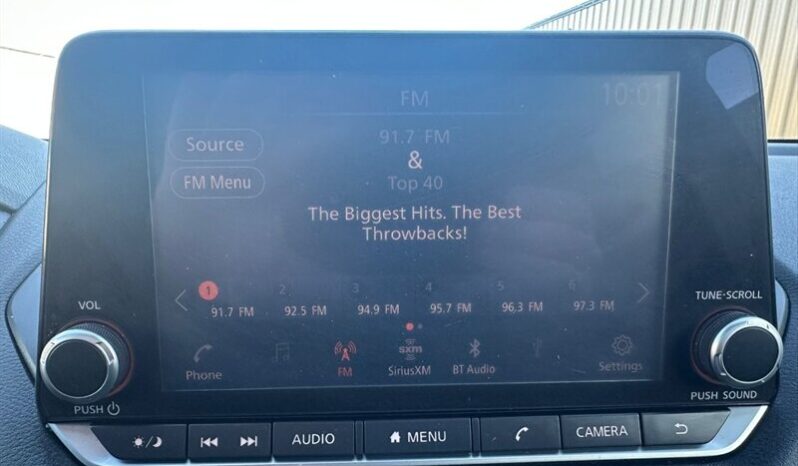 FM 10:01
Source
91.7 FM
&
FM Menu
Top 40
The Biggest Hits. The Best
Throwbacks!
1 2 3 4 5 6
91.7 FM 92.5 FM 94.9 FM 95.7 FM 96.3 FM 97.3 FM
VOL
TUNE·SCROLL
sxm
Phone FM SiriusXM BT Audio Settings
PUSH
PUSH SOUND
AUDIO MENU CAMERA